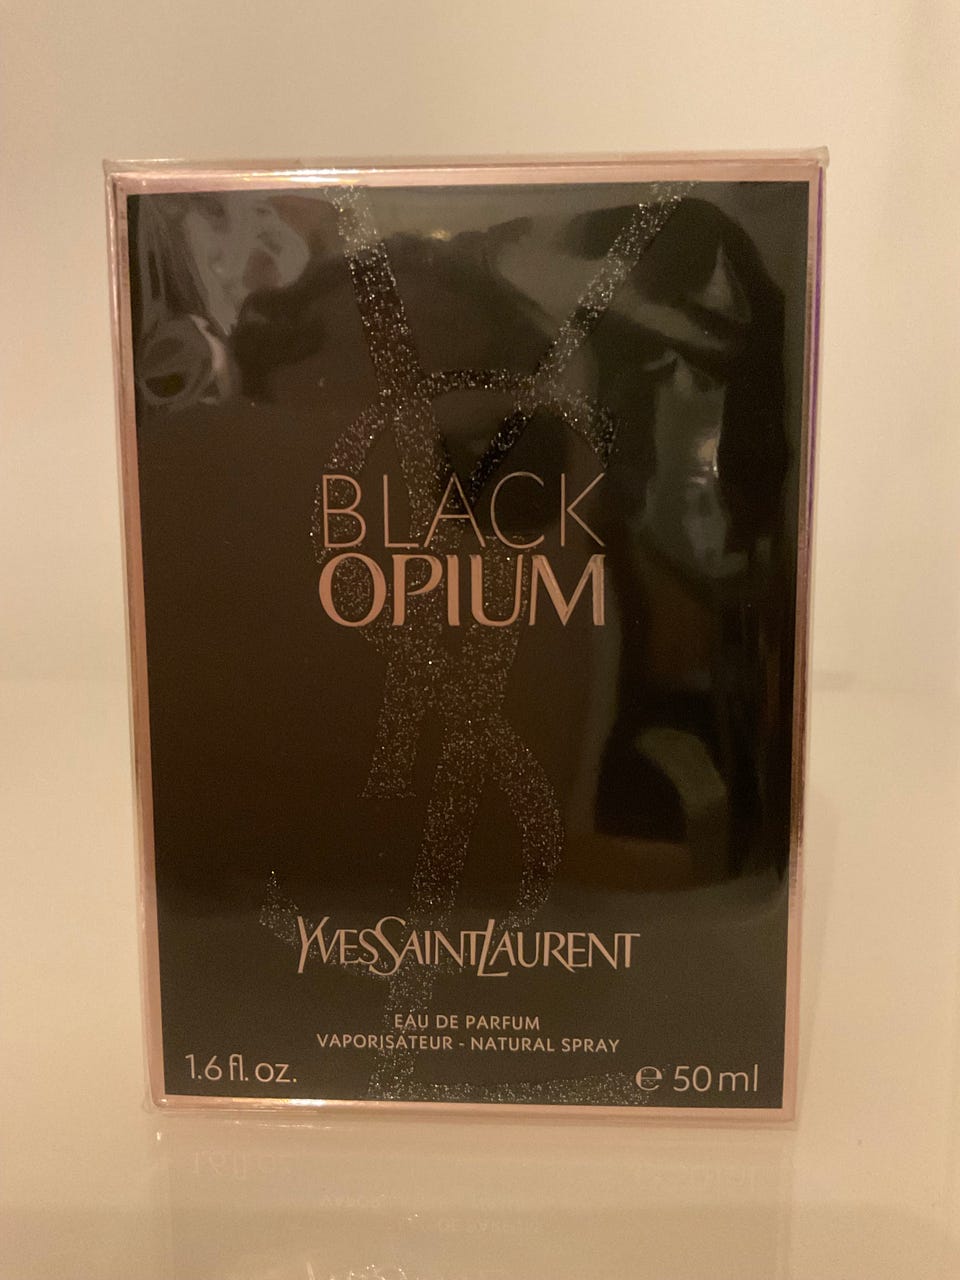 BLACK
OPIUM
YVESSAINTLAURENT
EAU DE PARFUM
VAPORISATEUR - NATURAL SPRAY
1.6 fl. oz.
℮ 50 ml